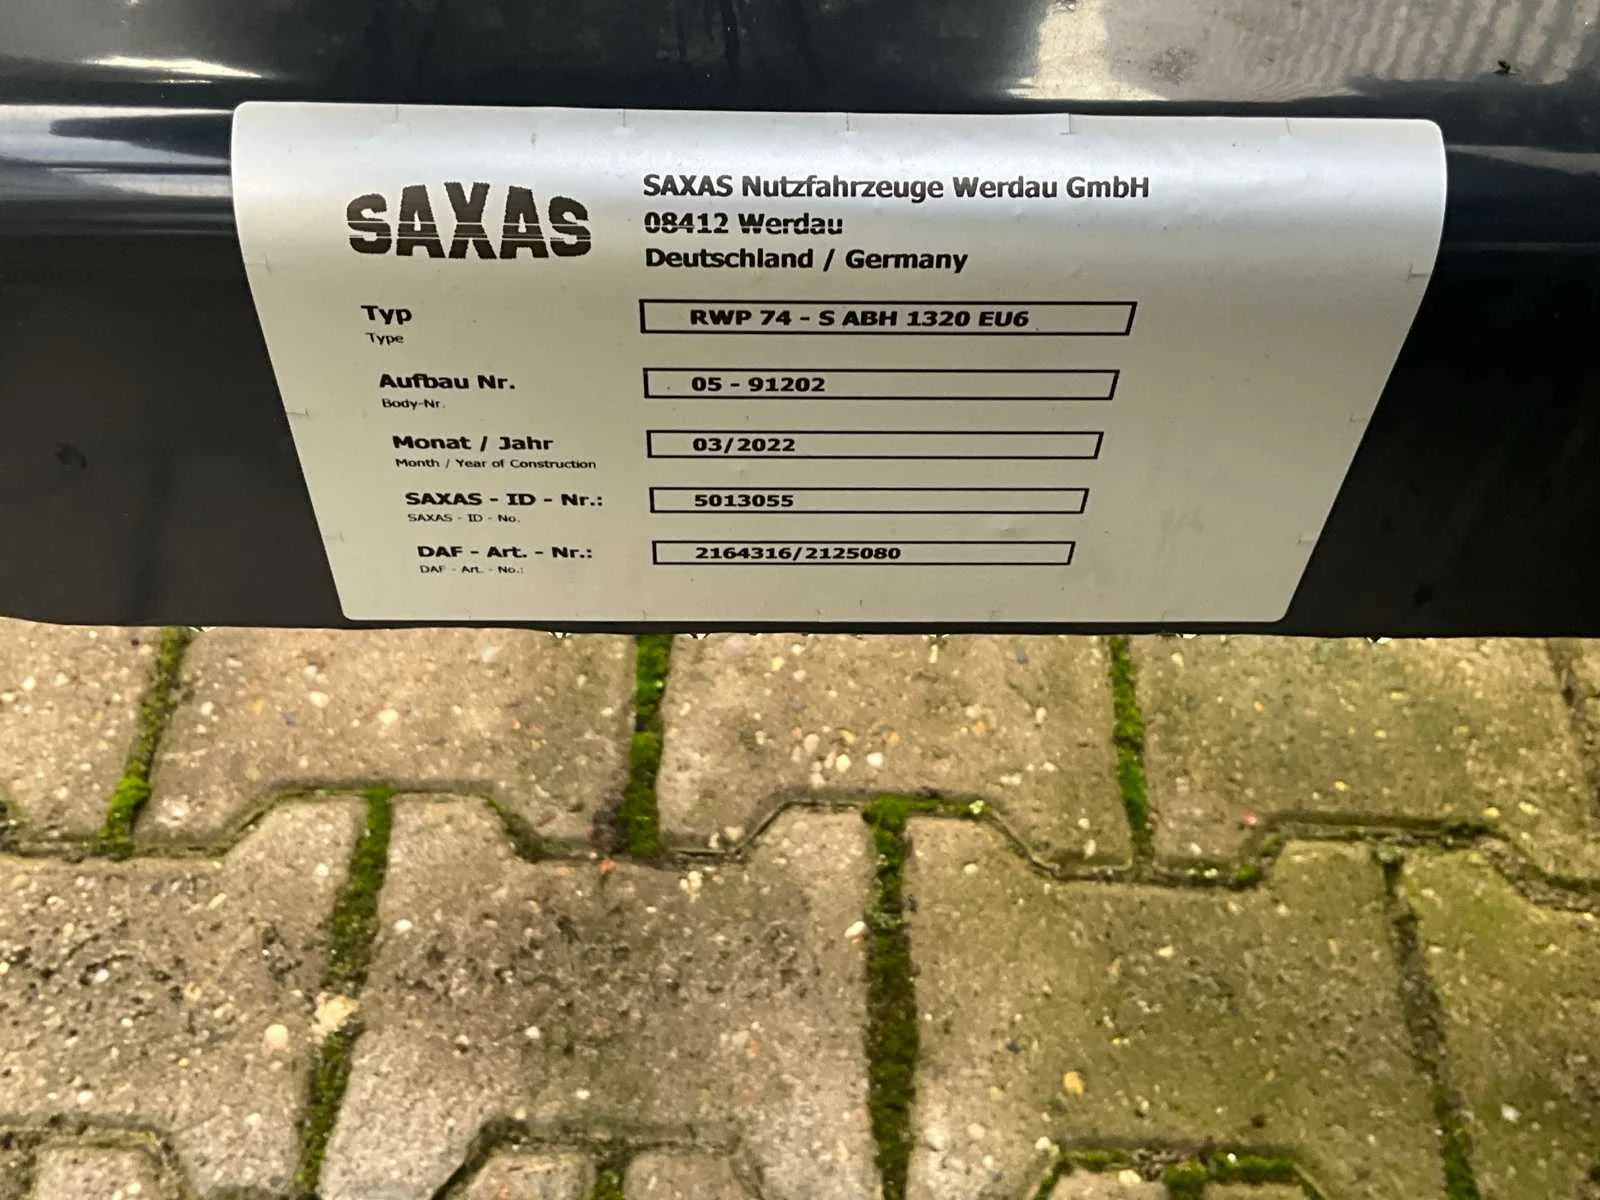 SAXAS
SAXAS Nutzfahrzeuge Werdau GmbH
08412 Werdau
Deutschland / Germany
Typ
Type
RWP 74 - S ABH 1320 EU6
Aufbau Nr.
Body-Nr.
05 - 91202
Monat / Jahr
Month / Year of Construction
03/2022
SAXAS - ID - Nr.:
SAXAS - ID - No.
5013055
DAF - Art. - Nr.:
DAF - Art. - No.:
2164316/2125080